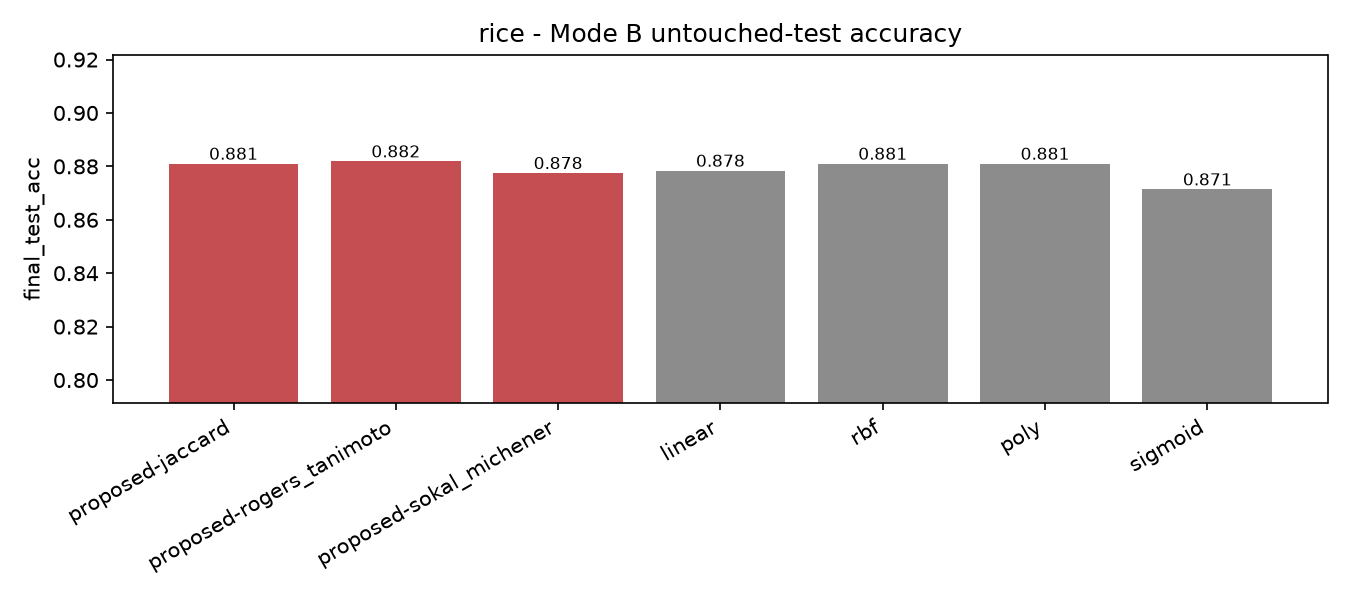 rice - Mode B untouched-test accuracy
final_test_acc
0.92
0.90
0.88
0.86
0.84
0.82
0.80
0.881
0.882
0.878
0.878
0.881
0.881
0.871
proposed-jaccard
proposed-rogers_tanimoto
proposed-sokal_michener
linear
rbf
poly
sigmoid